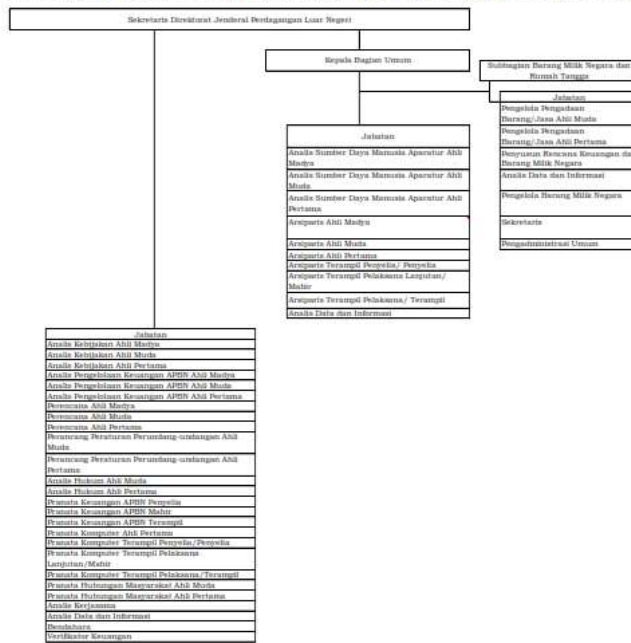 Sekretaris Direktorat Jenderal Perdagangan Luar Negeri
Kepala Bagian Umum
Subbagian Barang Milik Negara dan
Rumah Tangga
Jabatan
Pengelola Pengadaan
Barang/Jasa Ahli Muda
Pengelola Pengadaan
Barang/Jasa Ahli Pertama
Penyusun Rencana Keuangan da
Barang Milik Negara
Analis Data dan Informasi
Pengelola Barang Milik Negara
Sekretaris
Pengadministrasi Umum
Jabatan
Analis Sumber Daya Manusia Aparatur Ahli
Madya
Analis Sumber Daya Manusia Aparatur Ahli
Muda
Analis Sumber Daya Manusia Aparatur Ahli
Pertama
Arsiparis Ahli Madya
Arsiparis Ahli Muda
Arsiparis Ahli Pertama
Arsiparis Terampil Penyelia/ Penyelia
Arsiparis Terampil Pelaksana Lanjutan/
Mahir
Arsiparis Terampil Pelaksana/ Terampil
Analis Data dan Informasi
Jabatan
Analis Kebijakan Ahli Madya
Analis Kebijakan Ahli Muda
Analis Kebijakan Ahli Pertama
Analis Pengelolaan Keuangan APBN Ahli Madya
Analis Pengelolaan Keuangan APBN Ahli Muda
Analis Pengelolaan Keuangan APBN Ahli Pertama
Perencana Ahli Madya
Perencana Ahli Muda
Perencana Ahli Pertama
Perancang Peraturan Perundang-undangan Ahli
Muda
Perancang Peraturan Perundang-undangan Ahli
Pertama
Analis Hukum Ahli Muda
Analis Hukum Ahli Pertama
Pranata Keuangan APBN Penyelia
Pranata Keuangan APBN Mahir
Pranata Keuangan APBN Terampil
Pranata Komputer Ahli Pertama
Pranata Komputer Terampil Penyelia/Penyelia
Pranata Komputer Terampil Pelaksana
Lanjutan/Mahir
Pranata Komputer Terampil Pelaksana/Terampil
Pranata Hubungan Masyarakat Ahli Muda
Pranata Hubungan Masyarakat Ahli Pertama
Analis Kerjasama
Analis Data dan Informasi
Bendahara
Verifikator Keuangan